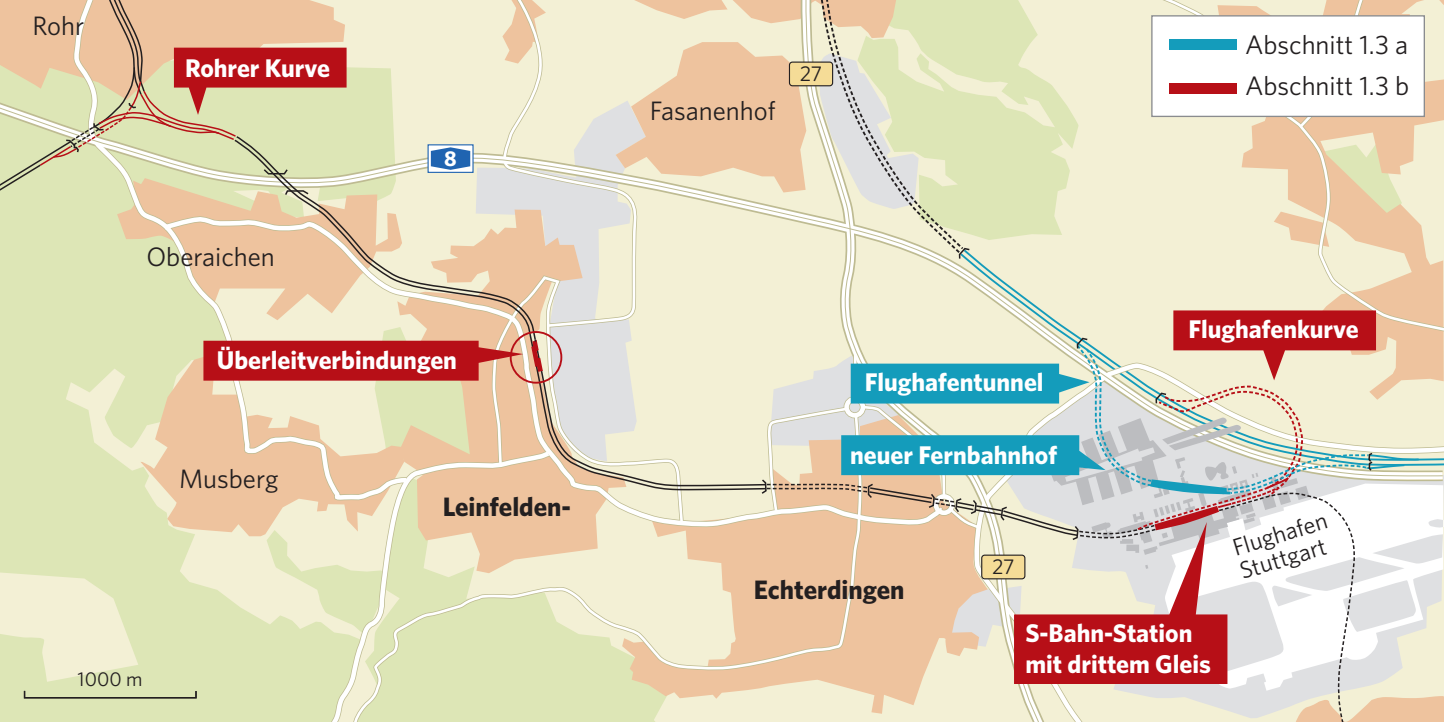 Rohr
Rohrer Kurve
27
Abschnitt 1.3 a
Abschnitt 1.3 b
Fasanenhof
8
Oberaichen
Überleitverbindungen
Flughafenkurve
Flughafentunnel
neuer Fernbahnhof
Musberg
Leinfelden-
Flughafen
Stuttgart
27
Echterdingen
S-Bahn-Station
mit drittem Gleis
1000 m